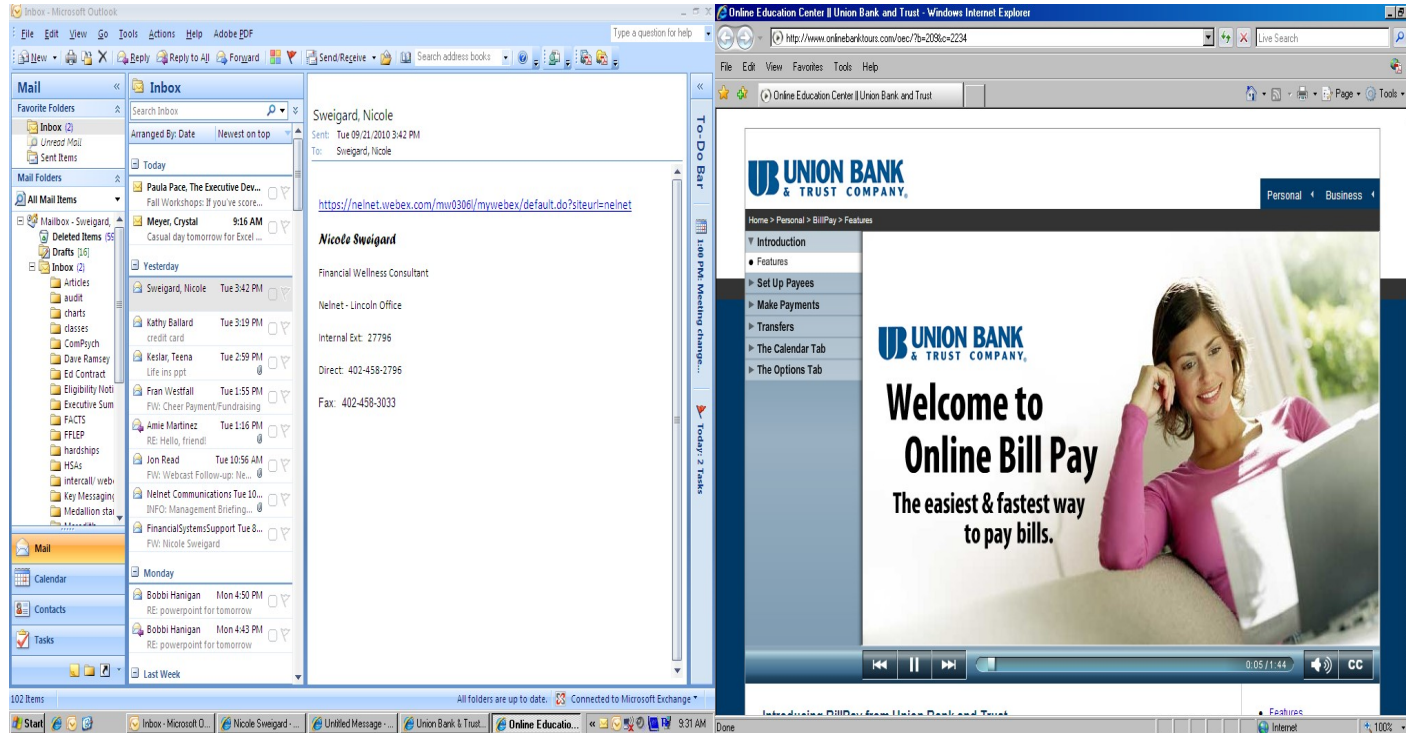 Inbox - Microsoft Outlook
File Edit View Go Tools Actions Help Adobe PDF
Type a question for help
New Reply Reply to All Forward Send/Receive Search address books
Mail
Favorite Folders
Inbox (2)
Unread Mail
Sent Items
Mail Folders
All Mail Items
Mailbox - Sweigard,
Deleted Items (59
Drafts [16]
Inbox (2)
Articles
audit
charts
classes
ComPsych
Dave Ramsey
Ed Contract
Eligibility Noti
Executive Sum
FACTS
FFLEP
hardships
HSAs
intercall/ web
Key Messaging
Medallion star
Meredith
Mail
Calendar
Contacts
Tasks
Inbox
Search Inbox
Arranged By: Date Newest on top
Today
Paula Pace, The Executive Dev...
Fall Workshops: If you've score...
Meyer, Crystal 9:16 AM
Casual day tomorrow for Excel ...
Yesterday
Sweigard, Nicole Tue 3:42 PM
Kathy Ballard Tue 3:19 PM
credit card
Keslar, Teena Tue 2:59 PM
Life ins ppt
Fran Westfall Tue 1:55 PM
FW: Cheer Payment/Fundraising
Amie Martinez Tue 1:16 PM
RE: Hello, friend!
Jon Read Tue 10:56 AM
FW: Webcast Follow-up: Ne...
Nelnet Communications Tue 10...
INFO: Management Briefing...
FinancialSystemsSupport Tue 8...
FW: Nicole Sweigard
Monday
Bobbi Hanigan Mon 4:50 PM
RE: powerpoint for tomorrow
Bobbi Hanigan Mon 4:43 PM
RE: powerpoint for tomorrow
Last Week
Sweigard, Nicole
Sent: Tue 09/21/2010 3:42 PM
To: Sweigard, Nicole
https://nelnet.webex.com/mw0306l/mywebex/default.do?siteurl=nelnet
Nicole Sweigard
Financial Wellness Consultant
Nelnet - Lincoln Office
Internal Ext: 27796
Direct: 402-458-2796
Fax: 402-458-3033
To-Do Bar
1:00 PM: Meeting change...
Today: 2 Tasks
102 Items
All folders are up to date. Connected to Microsoft Exchange
Start Inbox - Microsoft O... Nicole Sweigard - ... Untitled Message - ... Union Bank & Trust... Online Educatio... 9:31 AM
Online Education Center || Union Bank and Trust - Windows Internet Explorer
http://www.onlinebanktours.com/oec/?b=209&c=2234
Live Search
File Edit View Favorites Tools Help
Online Education Center || Union Bank and Trust
Page Tools
UNION BANK
& TRUST COMPANY.
Personal Business
Home > Personal > BillPay > Features
Introduction
Features
Set Up Payees
Make Payments
Transfers
The Calendar Tab
The Options Tab
UNION BANK
& TRUST COMPANY.
Welcome to
Online Bill Pay
The easiest & fastest way
to pay bills.
0:05 / 1:44 CC
Introducing BillPay from Union Bank and Trust
Features
Done Internet 100%